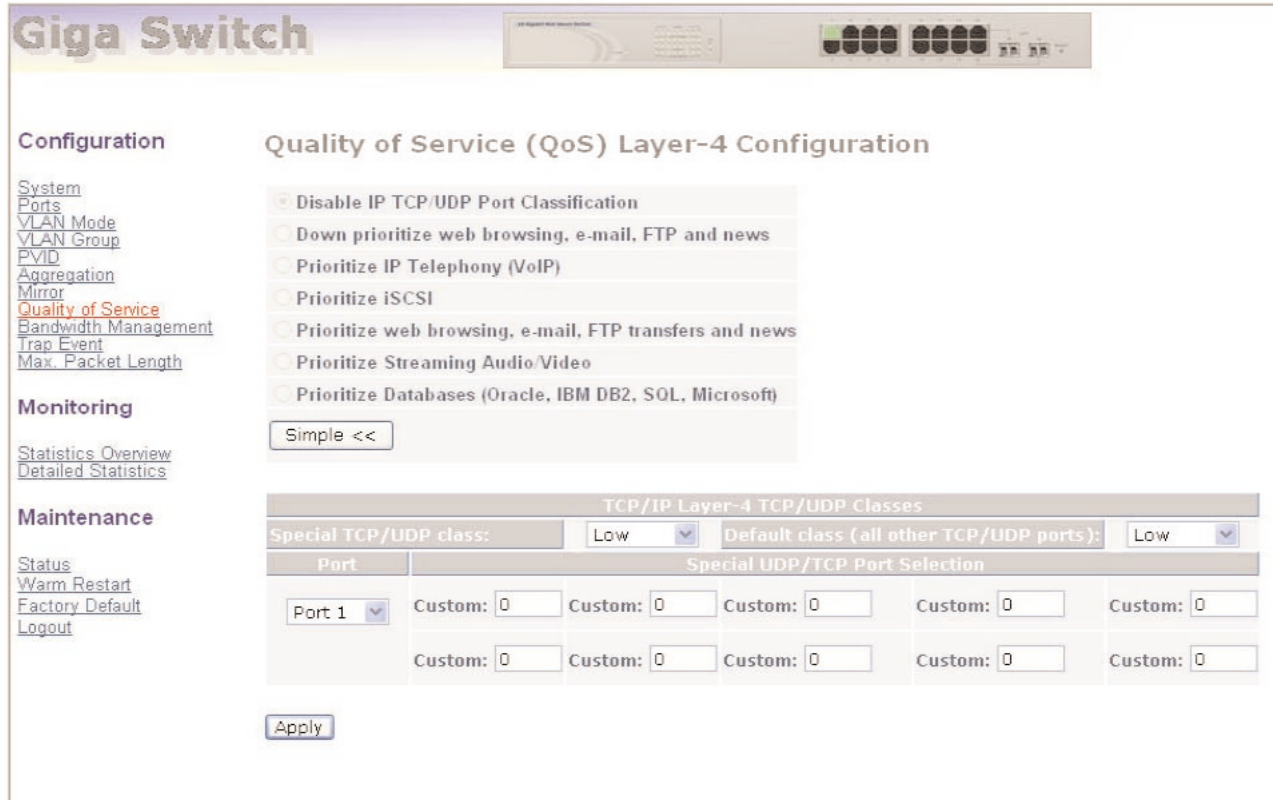 Giga Switch
Configuration
System
Ports
VLAN Mode
VLAN Group
PVID
Aggregation
Mirror
Quality of Service
Bandwidth Management
Trap Event
Max. Packet Length
Monitoring
Statistics Overview
Detailed Statistics
Maintenance
Status
Warm Restart
Factory Default
Logout
Quality of Service (QoS) Layer-4 Configuration
Disable IP TCP/UDP Port Classification
Down prioritize web browsing, e-mail, FTP and news
Prioritize IP Telephony (VoIP)
Prioritize iSCSI
Prioritize web browsing, e-mail, FTP transfers and news
Prioritize Streaming Audio/Video
Prioritize Databases (Oracle, IBM DB2, SQL, Microsoft)
Simple <<
TCP/IP Layer-4 TCP/UDP Classes
Special TCP/UDP class: Low Default class (all other TCP/UDP ports): Low
Port Special UDP/TCP Port Selection
Port 1 Custom: 0 Custom: 0 Custom: 0 Custom: 0 Custom: 0
Custom: 0 Custom: 0 Custom: 0 Custom: 0 Custom: 0
Apply